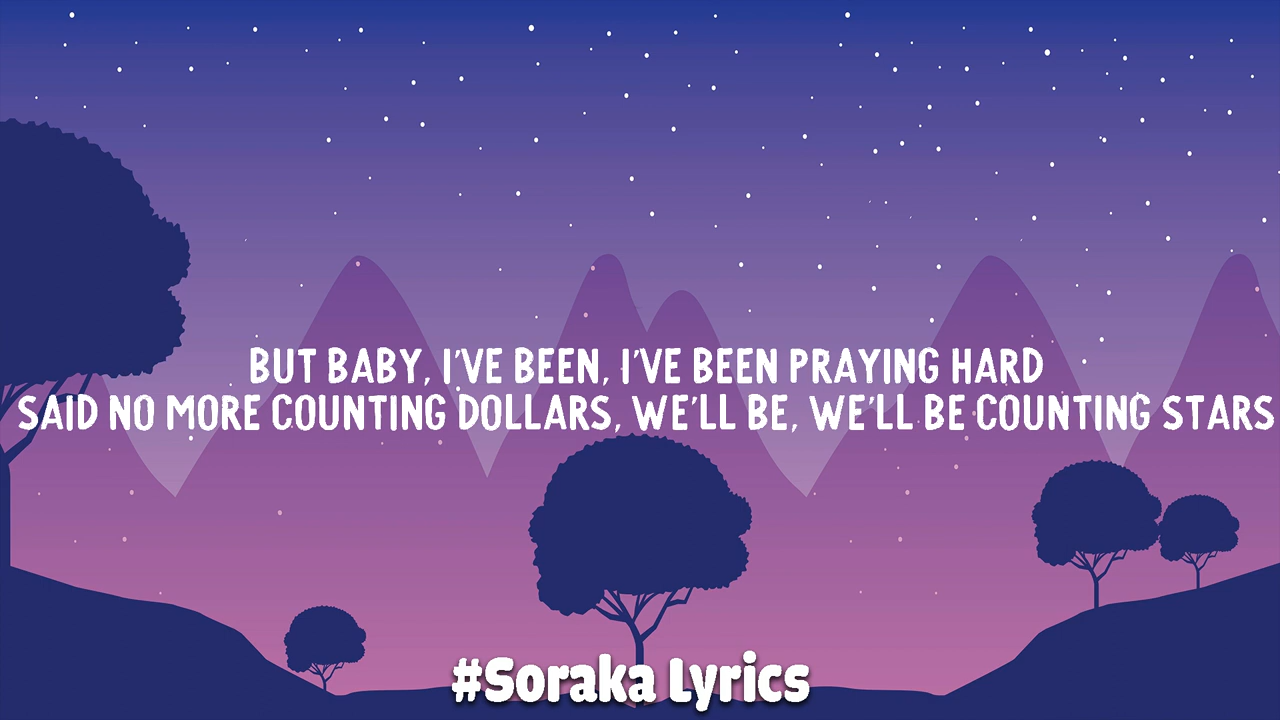 BUT BABY, I'VE BEEN, I'VE BEEN PRAYING HARD
SAID NO MORE COUNTING DOLLARS, WE'LL BE, WE'LL BE COUNTING STARS
#Soraka Lyrics